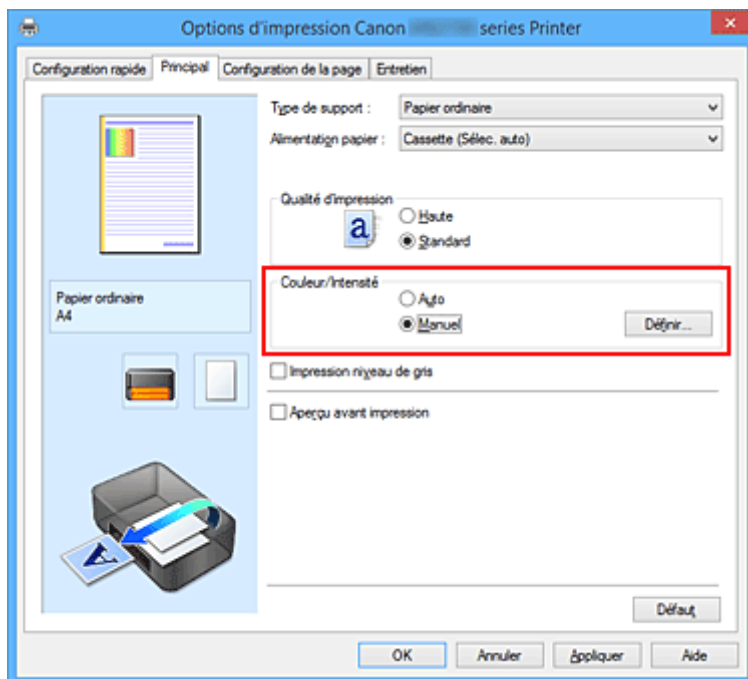 Options d'impression Canon series Printer
Configuration rapide Principal Configuration de la page Entretien
Type de support : Papier ordinaire
Alimentation papier : Cassette (Sélec. auto)
Qualité d'impression
a
Haute
Standard
Couleur/Intensité
Auto
Manuel Définir...
Papier ordinaire
A4
Impression niveau de gris
Aperçu avant impression
A
Défaut
OK Annuler Appliquer Aide